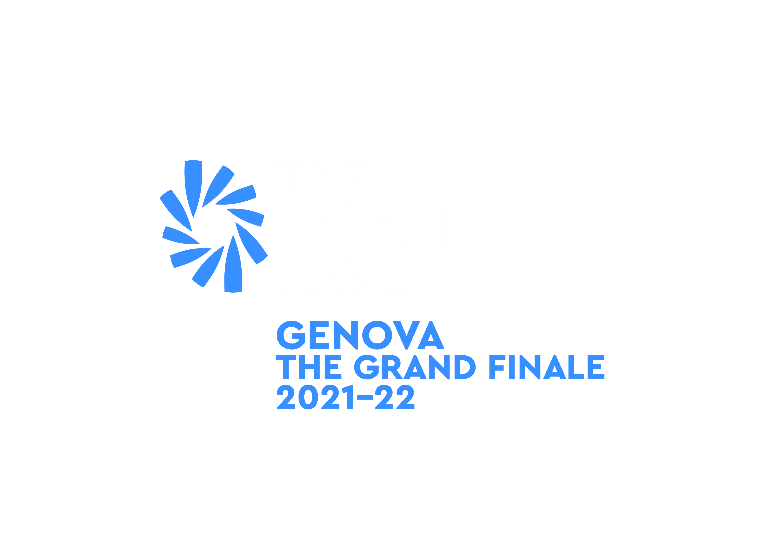 GENOVA
THE GRAND FINALE
2021–22